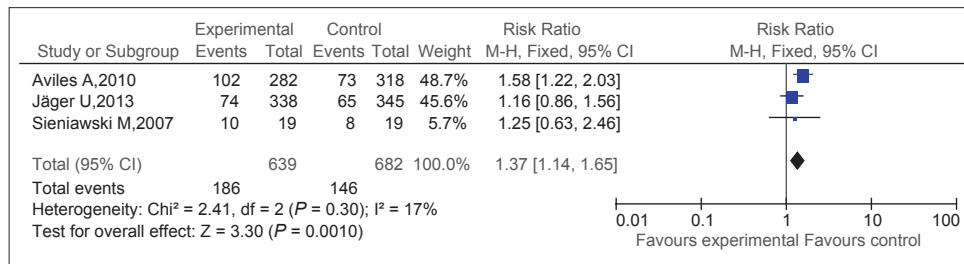 Experimental Control Risk Ratio Risk Ratio
Study or Subgroup Events Total Events Total Weight M-H, Fixed, 95% CI M-H, Fixed, 95% CI
Aviles A,2010 102 282 73 318 48.7% 1.58 [1.22, 2.03]
Jäger U,2013 74 338 65 345 45.6% 1.16 [0.86, 1.56]
Sieniawski M,2007 10 19 8 19 5.7% 1.25 [0.63, 2.46]
Total (95% CI) 639 682 100.0% 1.37 [1.14, 1.65]
Total events 186 146
Heterogeneity: Chi² = 2.41, df = 2 (P = 0.30); I² = 17%
Test for overall effect: Z = 3.30 (P = 0.0010)
0.01 0.1 1 10 100
Favours experimental Favours control